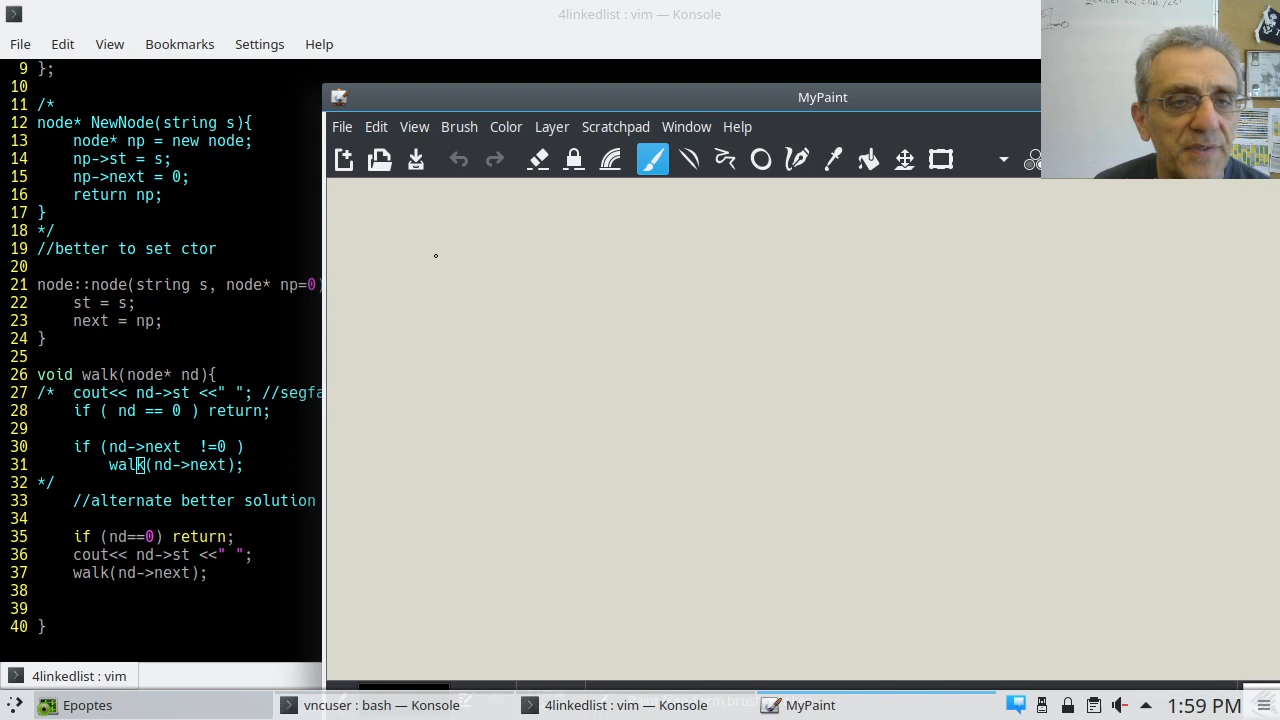 4linkedlist : vim — Konsole
File Edit View Bookmarks Settings Help
9 };
10
11 /*
12 node* NewNode(string s){
13 node* np = new node;
14 np->st = s;
15 np->next = 0;
16 return np;
17 }
18 */
19 //better to set ctor
20
21 node::node(string s, node* np=0)
22 st = s;
23 next = np;
24 }
25
26 void walk(node* nd){
27 /* cout<< nd->st <<" "; //segfa
28 if ( nd == 0 ) return;
29
30 if (nd->next !=0 )
31 walk(nd->next);
32 */
33 //alternate better solution
34
35 if (nd==0) return;
36 cout<< nd->st <<" ";
37 walk(nd->next);
38
39
40 }
MyPaint
File Edit View Brush Color Layer Scratchpad Window Help
4linkedlist : vim
Epoptes
vncuser : bash — Konsole
4linkedlist : vim — Konsole
MyPaint
1:59 PM